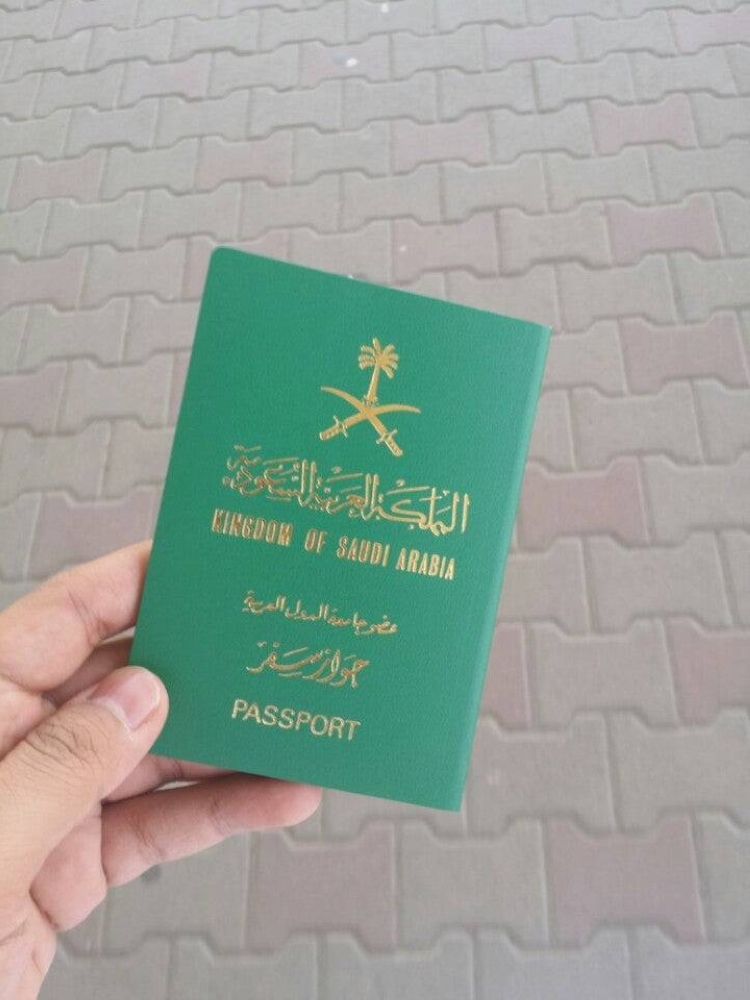 المملكة العربية السعودية
KINGDOM OF SAUDI ARABIA
عضو جامعة الدول العربية
جواز سفر
PASSPORT